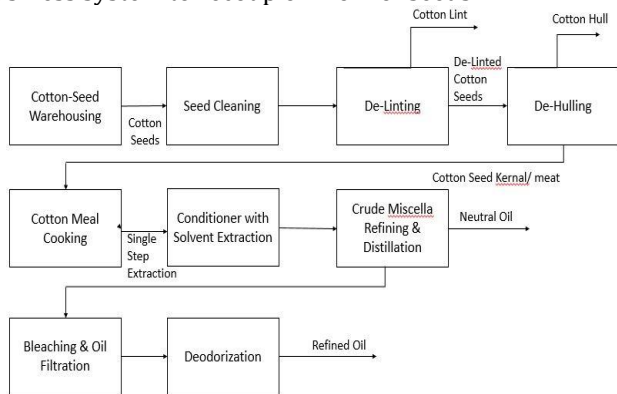 Cotton Lint
Cotton Hull
Cotton-Seed
Warehousing
Cotton
Seeds
Seed Cleaning
De-Linting
De-Linted
Cotton
Seeds
De-Hulling
Cotton Seed Kernal/ meat
Cotton Meal
Cooking
Single
Step
Extraction
Conditioner with
Solvent Extraction
Crude Miscella
Refining &
Distillation
Neutral Oil
Bleaching & Oil
Filtration
Deodorization
Refined Oil